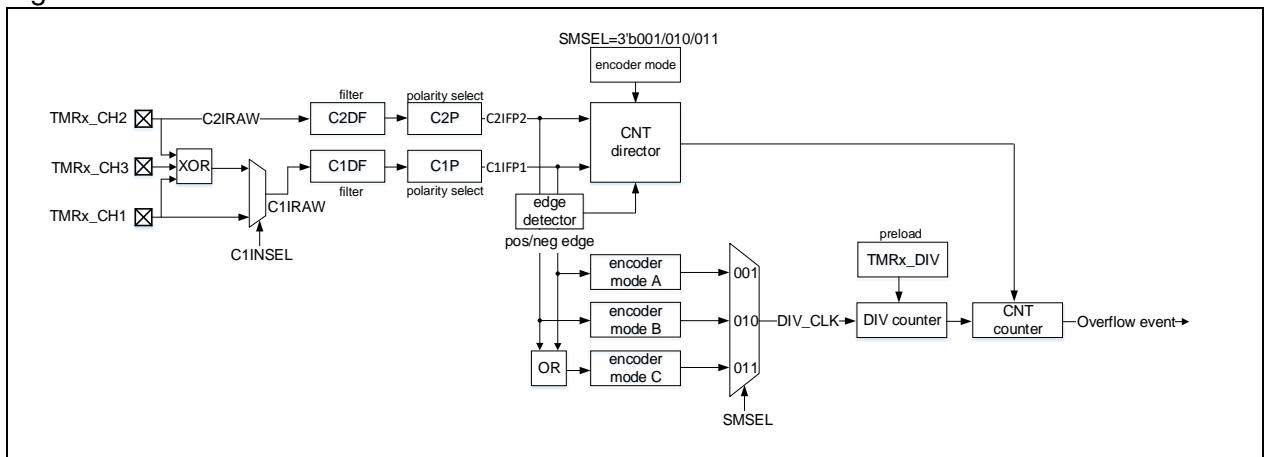 SMSEL=3'b001/010/011
encoder mode
filter
polarity select
TMRx_CH2
C2IRAW
C2DF
C2P
C2IFP2
CNT
director
TMRx_CH3
XOR
C1DF
C1P
C1IFP1
filter
polarity select
C1IRAW
TMRx_CH1
edge
detector
pos/neg edge
C1INSEL
preload
TMRx_DIV
encoder
mode A
001
encoder
mode B
010
DIV_CLK
DIV counter
CNT
counter
Overflow event
OR
encoder
mode C
011
SMSEL